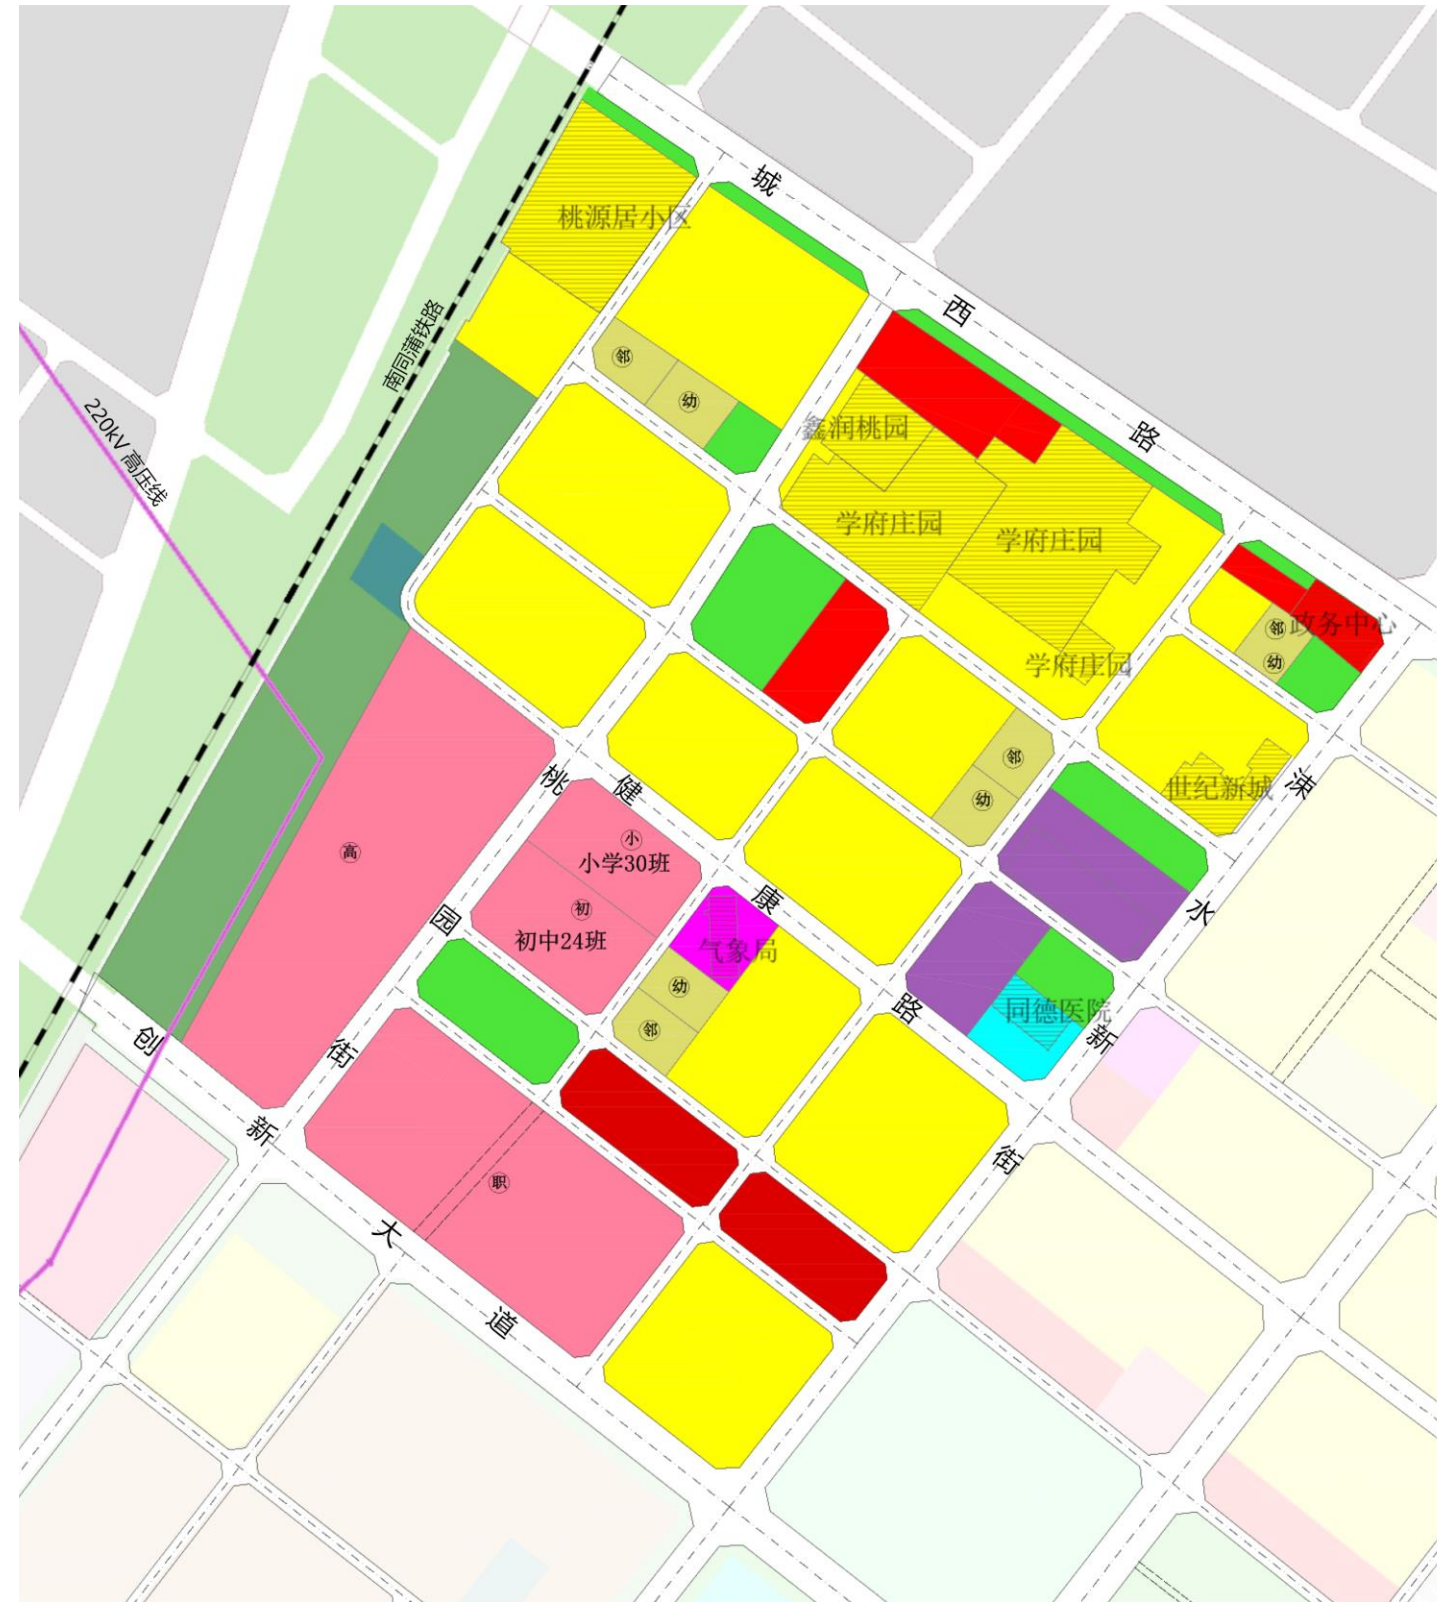 城
西
路
桃源居小区
南同蒲铁路
220kV 高压线
邻
幼
鑫润桃园
学府庄园
学府庄园
学府庄园
邻
政务中心
幼
邻
幼
世纪新城
涑
水
新
街
桃
园
街
健
康
路
小
小学30班
初
初中24班
高
气象局
幼
邻
同德医院
职
创
新
大
道